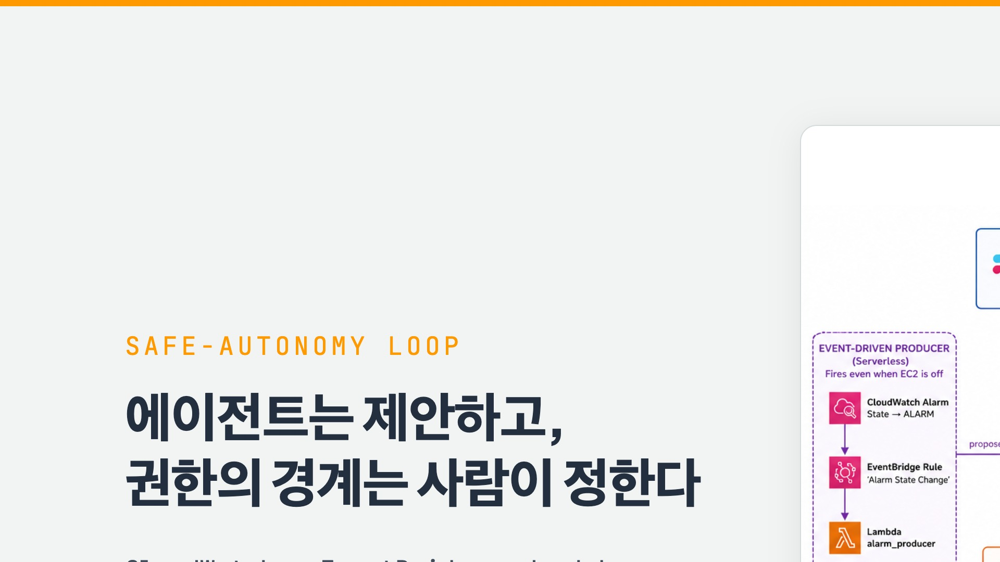 SAFE-AUTONOMY LOOP
에이전트는 제안하고,
권한의 경계는 사람이 정한다
EVENT-DRIVEN PRODUCER
(Serverless)
Fires even when EC2 is off
CloudWatch Alarm
State → ALARM
EventBridge Rule
'Alarm State Change'
Lambda
alarm_producer